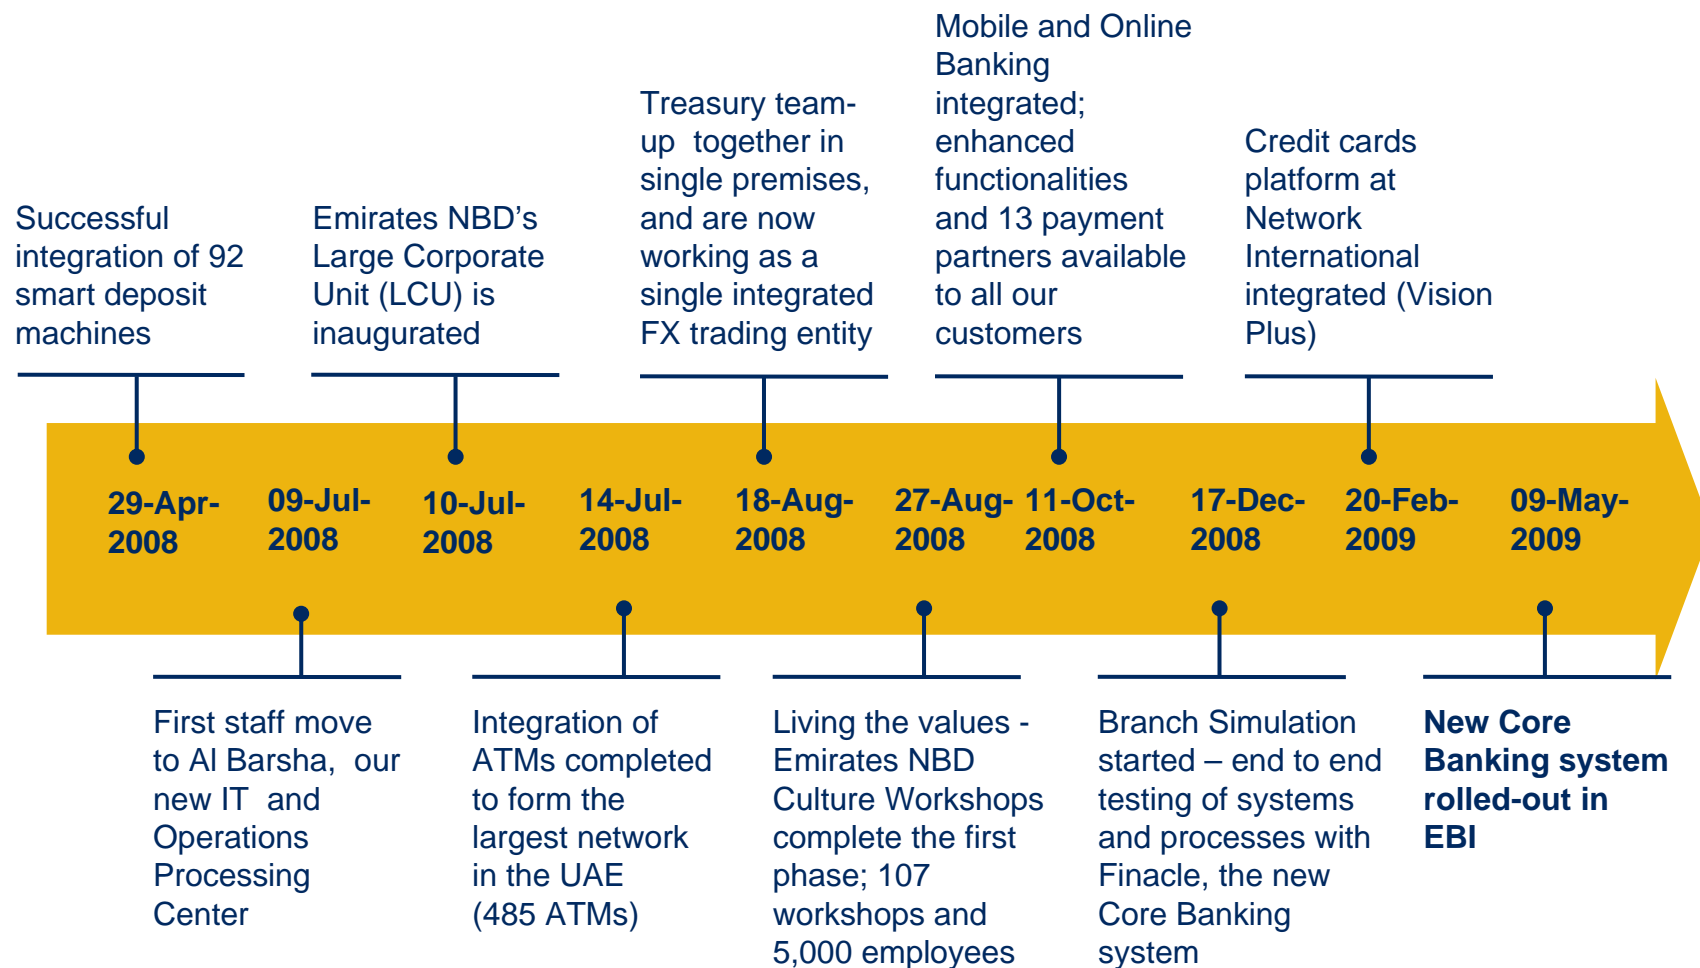 Successful
integration of 92
smart deposit
machines
Emirates NBD’s
Large Corporate
Unit (LCU) is
inaugurated
Treasury team-
up together in
single premises,
and are now
working as a
single integrated
FX trading entity
Mobile and Online
Banking
integrated;
enhanced
functionalities
and 13 payment
partners available
to all our
customers
Credit cards
platform at
Network
International
integrated (Vision
Plus)
29-Apr-
2008
09-Jul-
2008
10-Jul-
2008
14-Jul-
2008
18-Aug-
2008
27-Aug-
2008
11-Oct-
2008
17-Dec-
2008
20-Feb-
2009
09-May-
2009
First staff move
to Al Barsha, our
new IT and
Operations
Processing
Center
Integration of
ATMs completed
to form the
largest network
in the UAE
(485 ATMs)
Living the values -
Emirates NBD
Culture Workshops
complete the first
phase; 107
workshops and
5,000 employees
Branch Simulation
started – end to end
testing of systems
and processes with
Finacle, the new
Core Banking
system
New Core
Banking system
rolled-out in
EBI